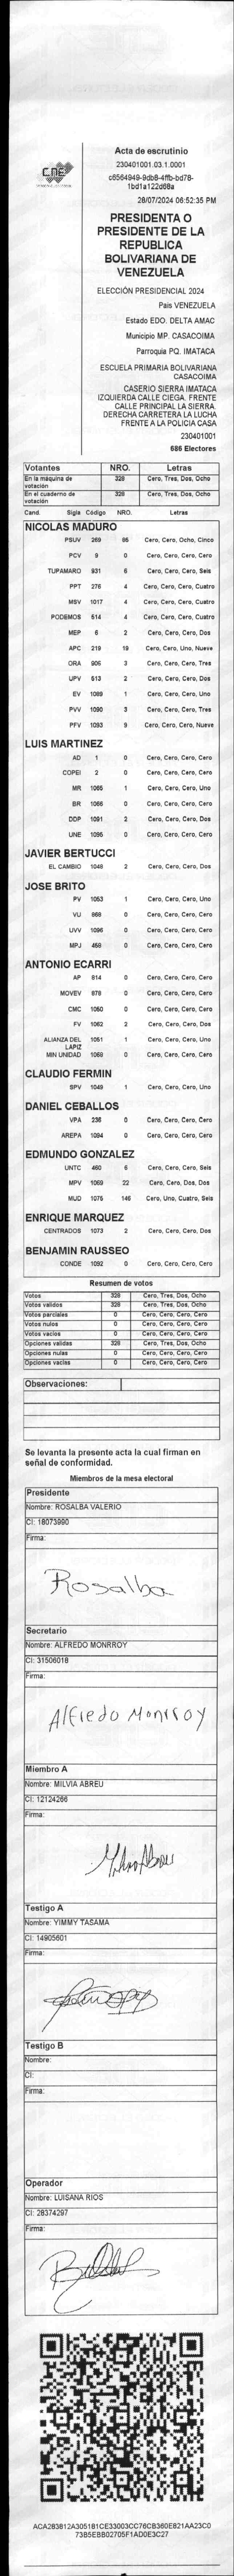 Acta de escrutinio
230401001.03.1.0001
c6564949-9db8-4ffb-bd78-
1bd1a122d68a
28/07/2024 06:52:35 PM
CNE
PRESIDENTA O
PRESIDENTE DE LA
REPUBLICA
BOLIVARIANA DE
VENEZUELA
ELECCIÓN PRESIDENCIAL 2024
Pais VENEZUELA
Estado EDO. DELTA AMAC
Municipio MP. CASACOIMA
Parroquia PQ. IMATACA
ESCUELA PRIMARIA BOLIVARIANA
CASACOIMA
CASERIO SIERRA IMATACA
IZQUIERDA CALLE CIEGA. FRENTE
CALLE PRINCIPAL LA SIERRA.
DERECHA CARRETERA LA LUCHA
FRENTE A LA POLICIA CASA
230401001
686 Electores
Votantes NRO. Letras
En la máquina de votación 328 Cero, Tres, Dos, Ocho
En el cuaderno de votación 328 Cero, Tres, Dos, Ocho
Cand. Sigla Código NRO. Letras
NICOLAS MADURO
PSUV 269 85 Cero, Cero, Ocho, Cinco
PCV 9 0 Cero, Cero, Cero, Cero
TUPAMARO 931 6 Cero, Cero, Cero, Seis
PPT 276 4 Cero, Cero, Cero, Cuatro
MSV 1017 4 Cero, Cero, Cero, Cuatro
PODEMOS 514 4 Cero, Cero, Cero, Cuatro
MEP 6 2 Cero, Cero, Cero, Dos
APC 219 19 Cero, Cero, Uno, Nueve
ORA 906 3 Cero, Cero, Cero, Tres
UPV 513 2 Cero, Cero, Cero, Dos
EV 1089 1 Cero, Cero, Cero, Uno
PVV 1090 3 Cero, Cero, Cero, Tres
PFV 1093 9 Cero, Cero, Cero, Nueve
LUIS MARTINEZ
AD 1 0 Cero, Cero, Cero, Cero
COPEI 2 0 Cero, Cero, Cero, Cero
MR 1065 1 Cero, Cero, Cero, Uno
BR 1066 0 Cero, Cero, Cero, Cero
DDP 1091 2 Cero, Cero, Cero, Dos
UNE 1095 0 Cero, Cero, Cero, Cero
JAVIER BERTUCCI
EL CAMBIO 1048 2 Cero, Cero, Cero, Dos
JOSE BRITO
PV 1053 1 Cero, Cero, Cero, Uno
VU 868 0 Cero, Cero, Cero, Cero
UVV 1096 0 Cero, Cero, Cero, Cero
MPJ 459 0 Cero, Cero, Cero, Cero
ANTONIO ECARRI
AP 814 0 Cero, Cero, Cero, Cero
MOVEV 878 0 Cero, Cero, Cero, Cero
CMC 1050 0 Cero, Cero, Cero, Cero
FV 1062 2 Cero, Cero, Cero, Dos
ALIANZA DEL LAPIZ 1051 1 Cero, Cero, Cero, Uno
MIN UNIDAD 1069 0 Cero, Cero, Cero, Cero
CLAUDIO FERMIN
SPV 1049 1 Cero, Cero, Cero, Uno
DANIEL CEBALLOS
VPA 236 0 Cero, Cero, Cero, Cero
AREPA 1094 0 Cero, Cero, Cero, Cero
EDMUNDO GONZALEZ
UNTC 460 6 Cero, Cero, Cero, Seis
MPV 1069 22 Cero, Cero, Dos, Dos
MUD 1075 146 Cero, Uno, Cuatro, Seis
ENRIQUE MARQUEZ
CENTRADOS 1073 2 Cero, Cero, Cero, Dos
BENJAMIN RAUSSEO
CONDE 1092 0 Cero, Cero, Cero, Cero
Resumen de votos
Votos 328 Cero, Tres, Dos, Ocho
Votos validos 328 Cero, Tres, Dos, Ocho
Votos parciales 0 Cero, Cero, Cero, Cero
Votos nulos 0 Cero, Cero, Cero, Cero
Votos vacios 0 Cero, Cero, Cero, Cero
Opciones validas 328 Cero, Tres, Dos, Ocho
Opciones nulas 0 Cero, Cero, Cero, Cero
Opciones vacias 0 Cero, Cero, Cero, Cero
Observaciones:
Se levanta la presente acta la cual firman en
señal de conformidad.
Miembros de la mesa electoral
Presidente
Nombre: ROSALBA VALERIO
CI: 18073990
Firma:
Rosalba
Secretario
Nombre: ALFREDO MONRROY
CI: 31506018
Firma:
Alfredo Monrroy
Miembro A
Nombre: MILVIA ABREU
CI: 12124266
Firma:
Testigo A
Nombre: YIMMY TASAMA
CI: 14905601
Firma:
Testigo B
Nombre:
CI:
Firma:
Operador
Nombre: LUISANA RIOS
CI: 28374297
Firma:
ACA283812A305181CE33003CC76CB360E821AA23C0
73B5EBB02705F1AD0E3C27